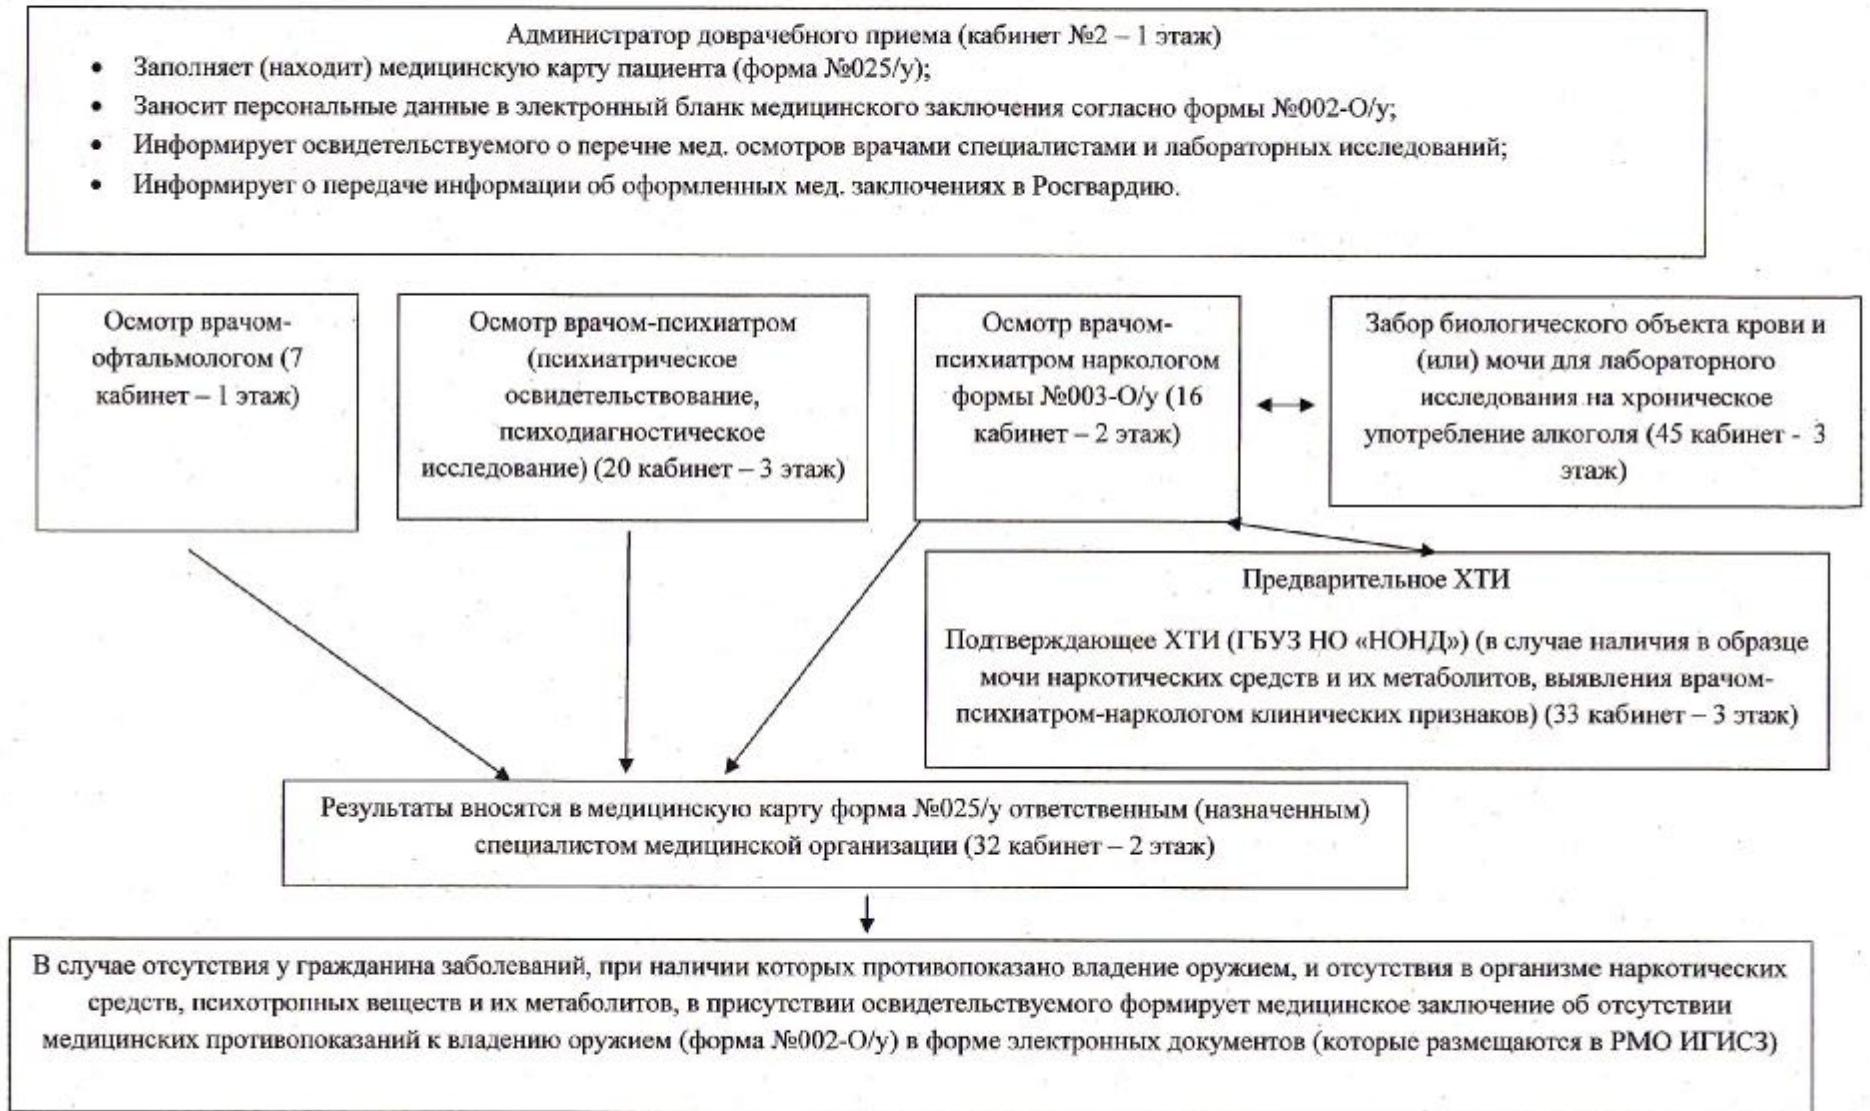 Администратор доврачебного приема (кабинет №2 – 1 этаж)
• Заполняет (находит) медицинскую карту пациента (форма №025/у);
• Заносит персональные данные в электронный бланк медицинского заключения согласно формы №002-О/у;
• Информирует освидетельствуемого о перечне мед. осмотров врачами специалистами и лабораторных исследований;
• Информирует о передаче информации об оформленных мед. заключениях в Росгвардию.
Осмотр врачом-
офтальмологом (7
кабинет – 1 этаж)
Осмотр врачом-психиатром
(психиатрическое
освидетельствование,
психодиагностическое
исследование) (20 кабинет – 3 этаж)
Осмотр врачом-
психиатром наркологом
формы №003-О/у (16
кабинет – 2 этаж)
Забор биологического объекта крови и
(или) мочи для лабораторного
исследования на хроническое
употребление алкоголя (45 кабинет - 3
этаж)
Предварительное ХТИ
Подтверждающее ХТИ (ГБУЗ НО «НОНД») (в случае наличия в образце
мочи наркотических средств и их метаболитов, выявления врачом-
психиатром-наркологом клинических признаков) (33 кабинет – 3 этаж)
Результаты вносятся в медицинскую карту форма №025/у ответственным (назначенным)
специалистом медицинской организации (32 кабинет – 2 этаж)
В случае отсутствия у гражданина заболеваний, при наличии которых противопоказано владение оружием, и отсутствия в организме наркотических
средств, психотропных веществ и их метаболитов, в присутствии освидетельствуемого формирует медицинское заключение об отсутствии
медицинских противопоказаний к владению оружием (форма №002-О/у) в форме электронных документов (которые размещаются в РМО ИГИСЗ)